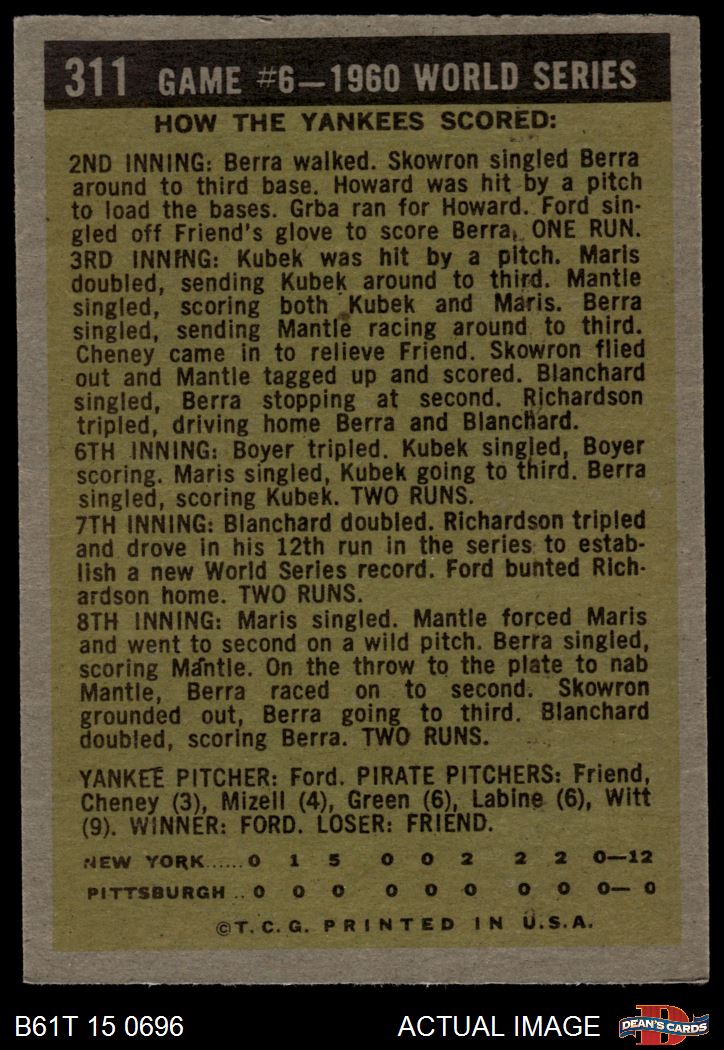 311 GAME #6—1960 WORLD SERIES
HOW THE YANKEES SCORED:
2ND INNING: Berra walked. Skowron singled Berra
around to third base. Howard was hit by a pitch
to load the bases. Grba ran for Howard. Ford sin-
gled off Friend's glove to score Berra. ONE RUN.
3RD INNING: Kubek was hit by a pitch. Maris
doubled, sending Kubek around to third. Mantle
singled, scoring both Kubek and Maris. Berra
singled, sending Mantle racing around to third.
Cheney came in to relieve Friend. Skowron flied
out and Mantle tagged up and scored. Blanchard
singled, Berra stopping at second. Richardson
tripled, driving home Berra and Blanchard.
6TH INNING: Boyer tripled. Kubek singled, Boyer
scoring. Maris singled, Kubek going to third. Berra
singled, scoring Kubek. TWO RUNS.
7TH INNING: Blanchard doubled. Richardson tripled
and drove in his 12th run in the series to estab-
lish a new World Series record. Ford bunted Rich-
ardson home. TWO RUNS.
8TH INNING: Maris singled. Mantle forced Maris
and went to second on a wild pitch. Berra singled,
scoring Mantle. On the throw to the plate to nab
Mantle, Berra raced on to second. Skowron
grounded out, Berra going to third. Blanchard
doubled, scoring Berra. TWO RUNS.
YANKEE PITCHER: Ford. PIRATE PITCHERS: Friend,
Cheney (3), Mizell (4), Green (6), Labine (6), Witt
(9). WINNER: FORD. LOSER: FRIEND.
NEW YORK......0 1 5 0 0 2 2 2 0—12
PITTSBURGH ..0 0 0 0 0 0 0 0 0— 0
©T. C. G. PRINTED IN U.S.A.
B61T 15 0696 ACTUAL IMAGE DEAN'S CARDS